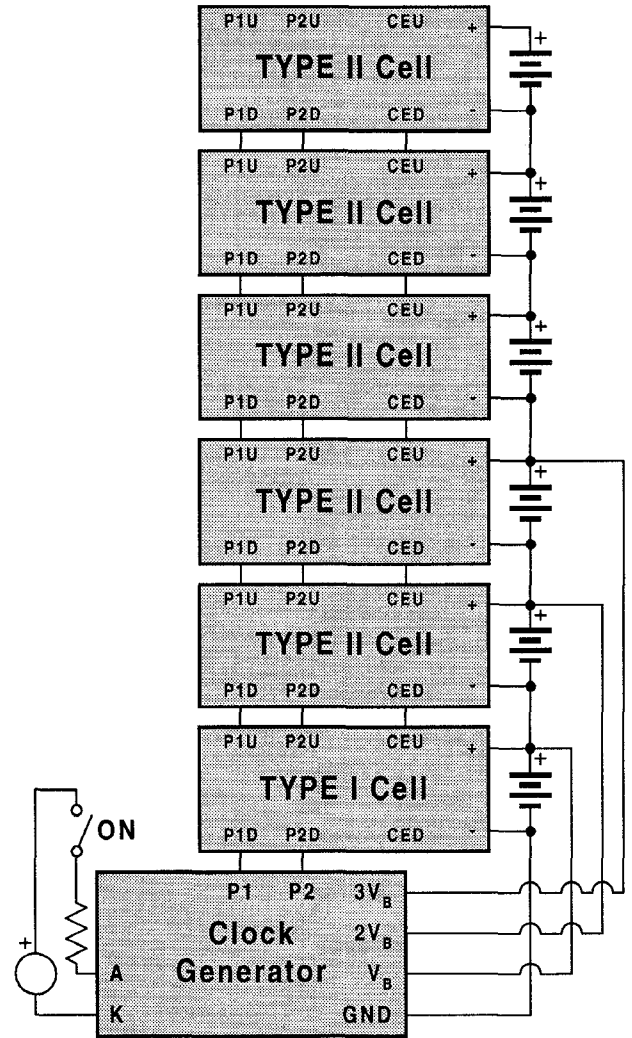 P1U P2U CEU +
+
TYPE II Cell
P1D P2D CED -
P1U P2U CEU +
+
TYPE II Cell
P1D P2D CED -
P1U P2U CEU +
+
TYPE II Cell
P1D P2D CED -
P1U P2U CEU +
+
TYPE II Cell
P1D P2D CED -
P1U P2U CEU +
+
TYPE II Cell
P1D P2D CED -
P1U P2U CEU +
+
TYPE I Cell
P1D P2D CED -
ON
P1 P2 3VB
Clock 2VB
+
Generator
A VB
K GND